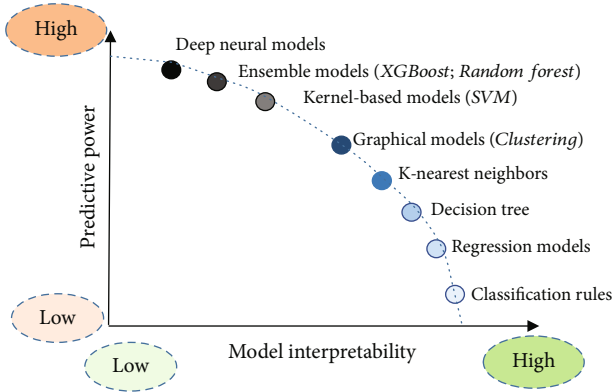 High
Deep neural models
Ensemble models (XGBoost; Random forest)
Kernel-based models (SVM)
Graphical models (Clustering)
K-nearest neighbors
Decision tree
Regression models
Classification rules
Predictive power
Low
Low
Model interpretability
High